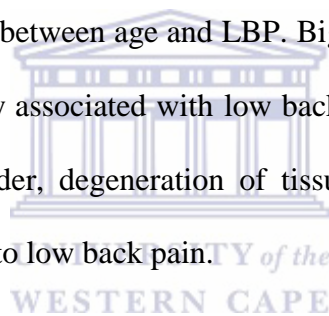 between age and LBP. Big
associated with low back
der, degeneration of tissu
to low back pain.
UNIVERSITY of the
WESTERN CAPE